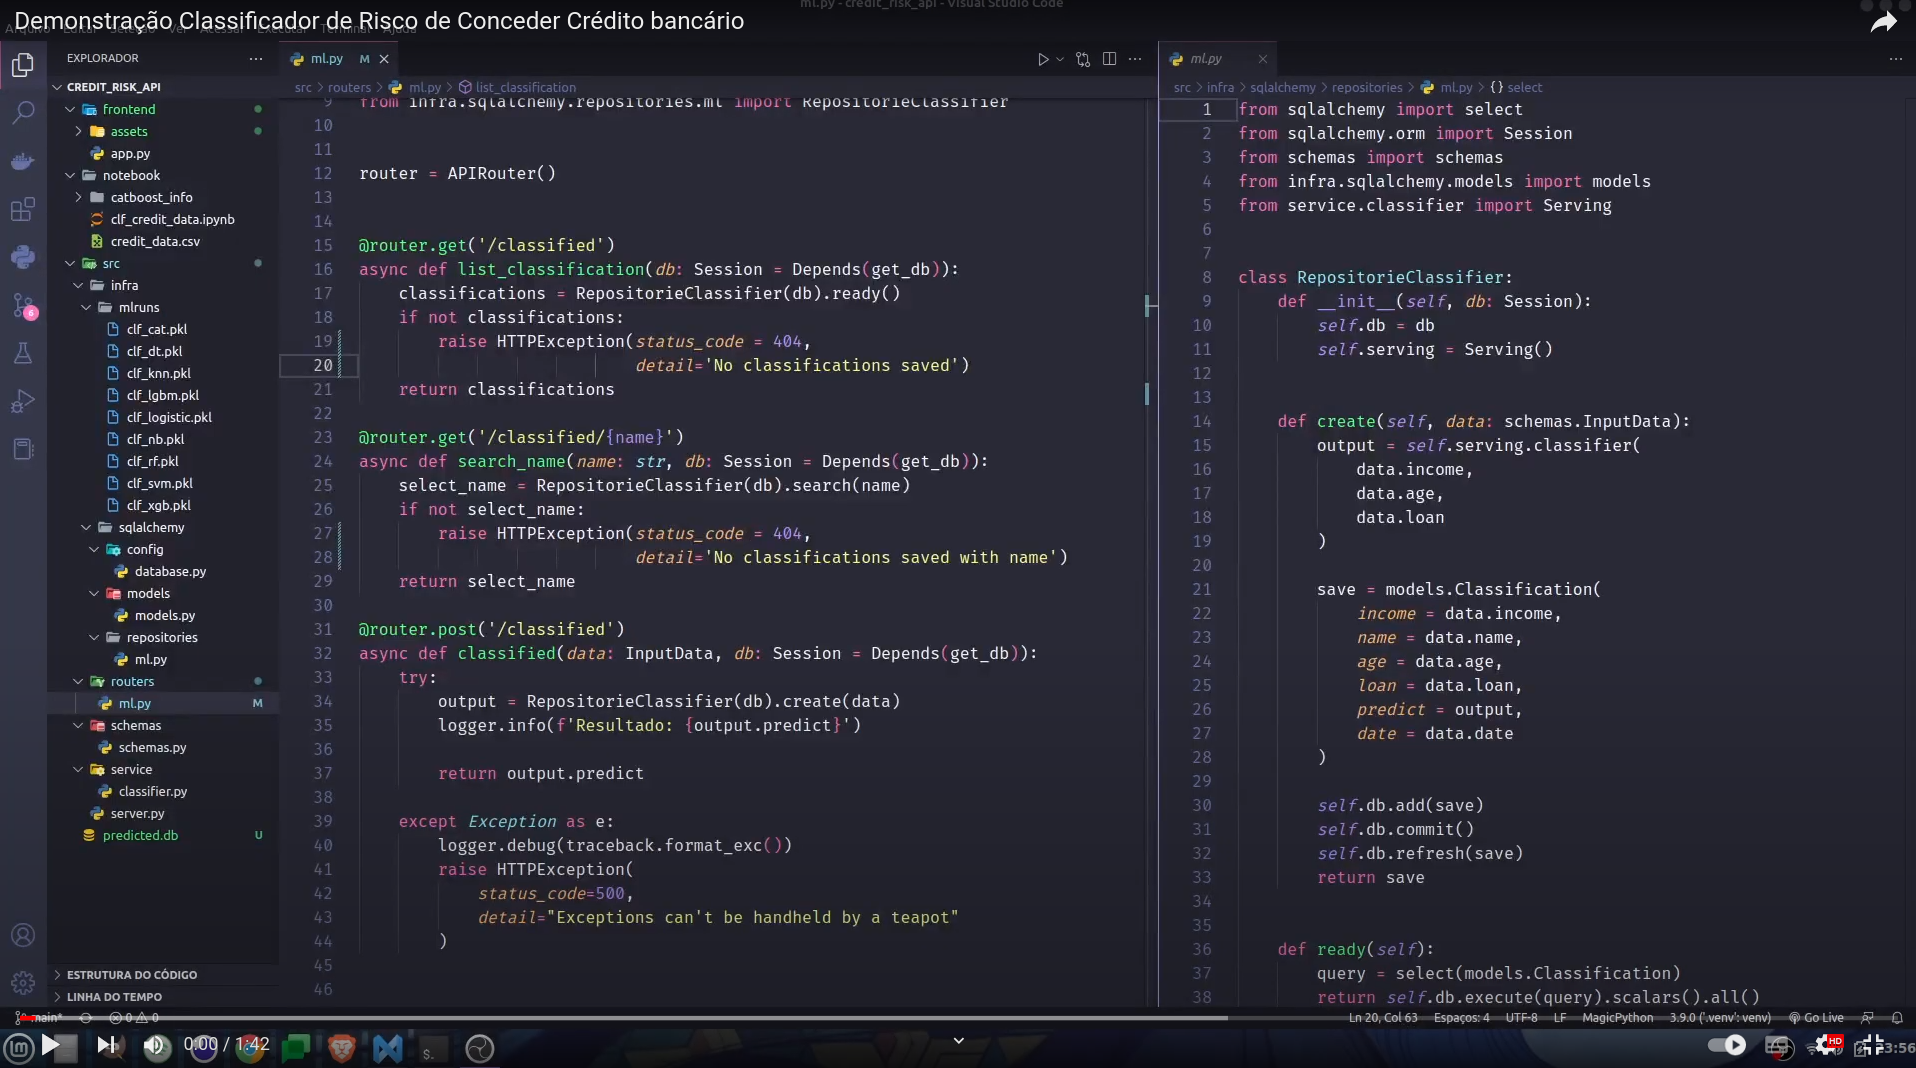 Demonstração Classificador de Risco de Conceder Crédito bancário
ml.py - credit_risk_api - Visual Studio Code
Arquivo Editar Seleção Ver Acessar Executar Terminal Ajuda
EXPLORADOR
CREDIT_RISK_API
frontend
assets
app.py
notebook
catboost_info
clf_credit_data.ipynb
credit_data.csv
src
infra
mlruns
clf_cat.pkl
clf_dt.pkl
clf_knn.pkl
clf_lgbm.pkl
clf_logistic.pkl
clf_nb.pkl
clf_rf.pkl
clf_svm.pkl
clf_xgb.pkl
sqlalchemy
config
database.py
models
models.py
repositories
ml.py
routers
ml.py M
schemas
schemas.py
service
classifier.py
server.py
predicted.db U
ESTRUTURA DO CÓDIGO
LINHA DO TEMPO
6
ml.py M
src > routers > ml.py > list_classification
9 from infra.sqlalchemy.repositories.ml import RepositorieClassifier
10
11
12 router = APIRouter()
13
14
15 @router.get('/classified')
16 async def list_classification(db: Session = Depends(get_db)):
17 classifications = RepositorieClassifier(db).ready()
18 if not classifications:
19 raise HTTPException(status_code = 404,
20 detail='No classifications saved')
21 return classifications
22
23 @router.get('/classified/{name}')
24 async def search_name(name: str, db: Session = Depends(get_db)):
25 select_name = RepositorieClassifier(db).search(name)
26 if not select_name:
27 raise HTTPException(status_code = 404,
28 detail='No classifications saved with name')
29 return select_name
30
31 @router.post('/classified')
32 async def classified(data: InputData, db: Session = Depends(get_db)):
33 try:
34 output = RepositorieClassifier(db).create(data)
35 logger.info(f'Resultado: {output.predict}')
36
37 return output.predict
38
39 except Exception as e:
40 logger.debug(traceback.format_exc())
41 raise HTTPException(
42 status_code=500,
43 detail="Exceptions can't be handheld by a teapot"
44 )
45
46
ml.py
src > infra > sqlalchemy > repositories > ml.py > {} select
1 from sqlalchemy import select
2 from sqlalchemy.orm import Session
3 from schemas import schemas
4 from infra.sqlalchemy.models import models
5 from service.classifier import Serving
6
7
8 class RepositorieClassifier:
9 def __init__(self, db: Session):
10 self.db = db
11 self.serving = Serving()
12
13
14 def create(self, data: schemas.InputData):
15 output = self.serving.classifier(
16 data.income,
17 data.age,
18 data.loan
19 )
20
21 save = models.Classification(
22 income = data.income,
23 name = data.name,
24 age = data.age,
25 loan = data.loan,
26 predict = output,
27 date = data.date
28 )
29
30 self.db.add(save)
31 self.db.commit()
32 self.db.refresh(save)
33 return save
34
35
36 def ready(self):
37 query = select(models.Classification)
38 return self.db.execute(query).scalars().all()
main* 0 0 Ln 20, Col 63 Espaços: 4 UTF-8 LF MagicPython 3.9.0 ('.venv': venv) Go Live
0:00 / 1:42 HD 23:56